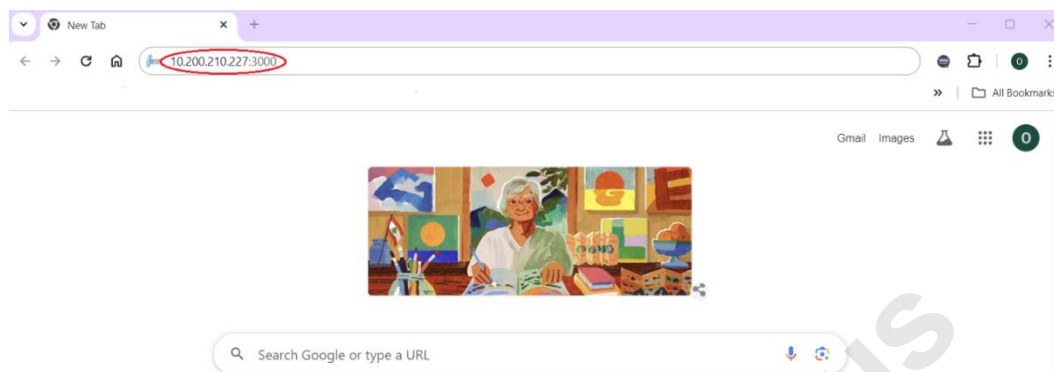 New Tab
10.200.210.227:3000
All Bookmarks
Gmail Images
Search Google or type a URL